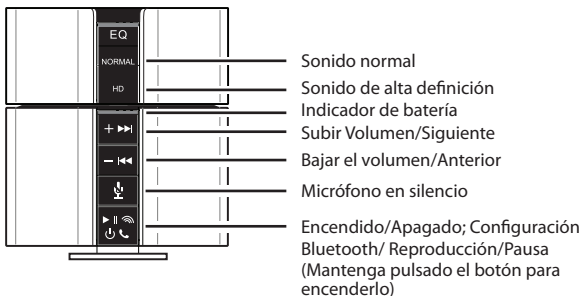 EQ
NORMAL
HD
Sonido normal
Sonido de alta definición
Indicador de batería
Subir Volumen/Siguiente
Bajar el volumen/Anterior
Micrófono en silencio
Encendido/Apagado; Configuración
Bluetooth/ Reproducción/Pausa
(Mantenga pulsado el botón para
encenderlo)